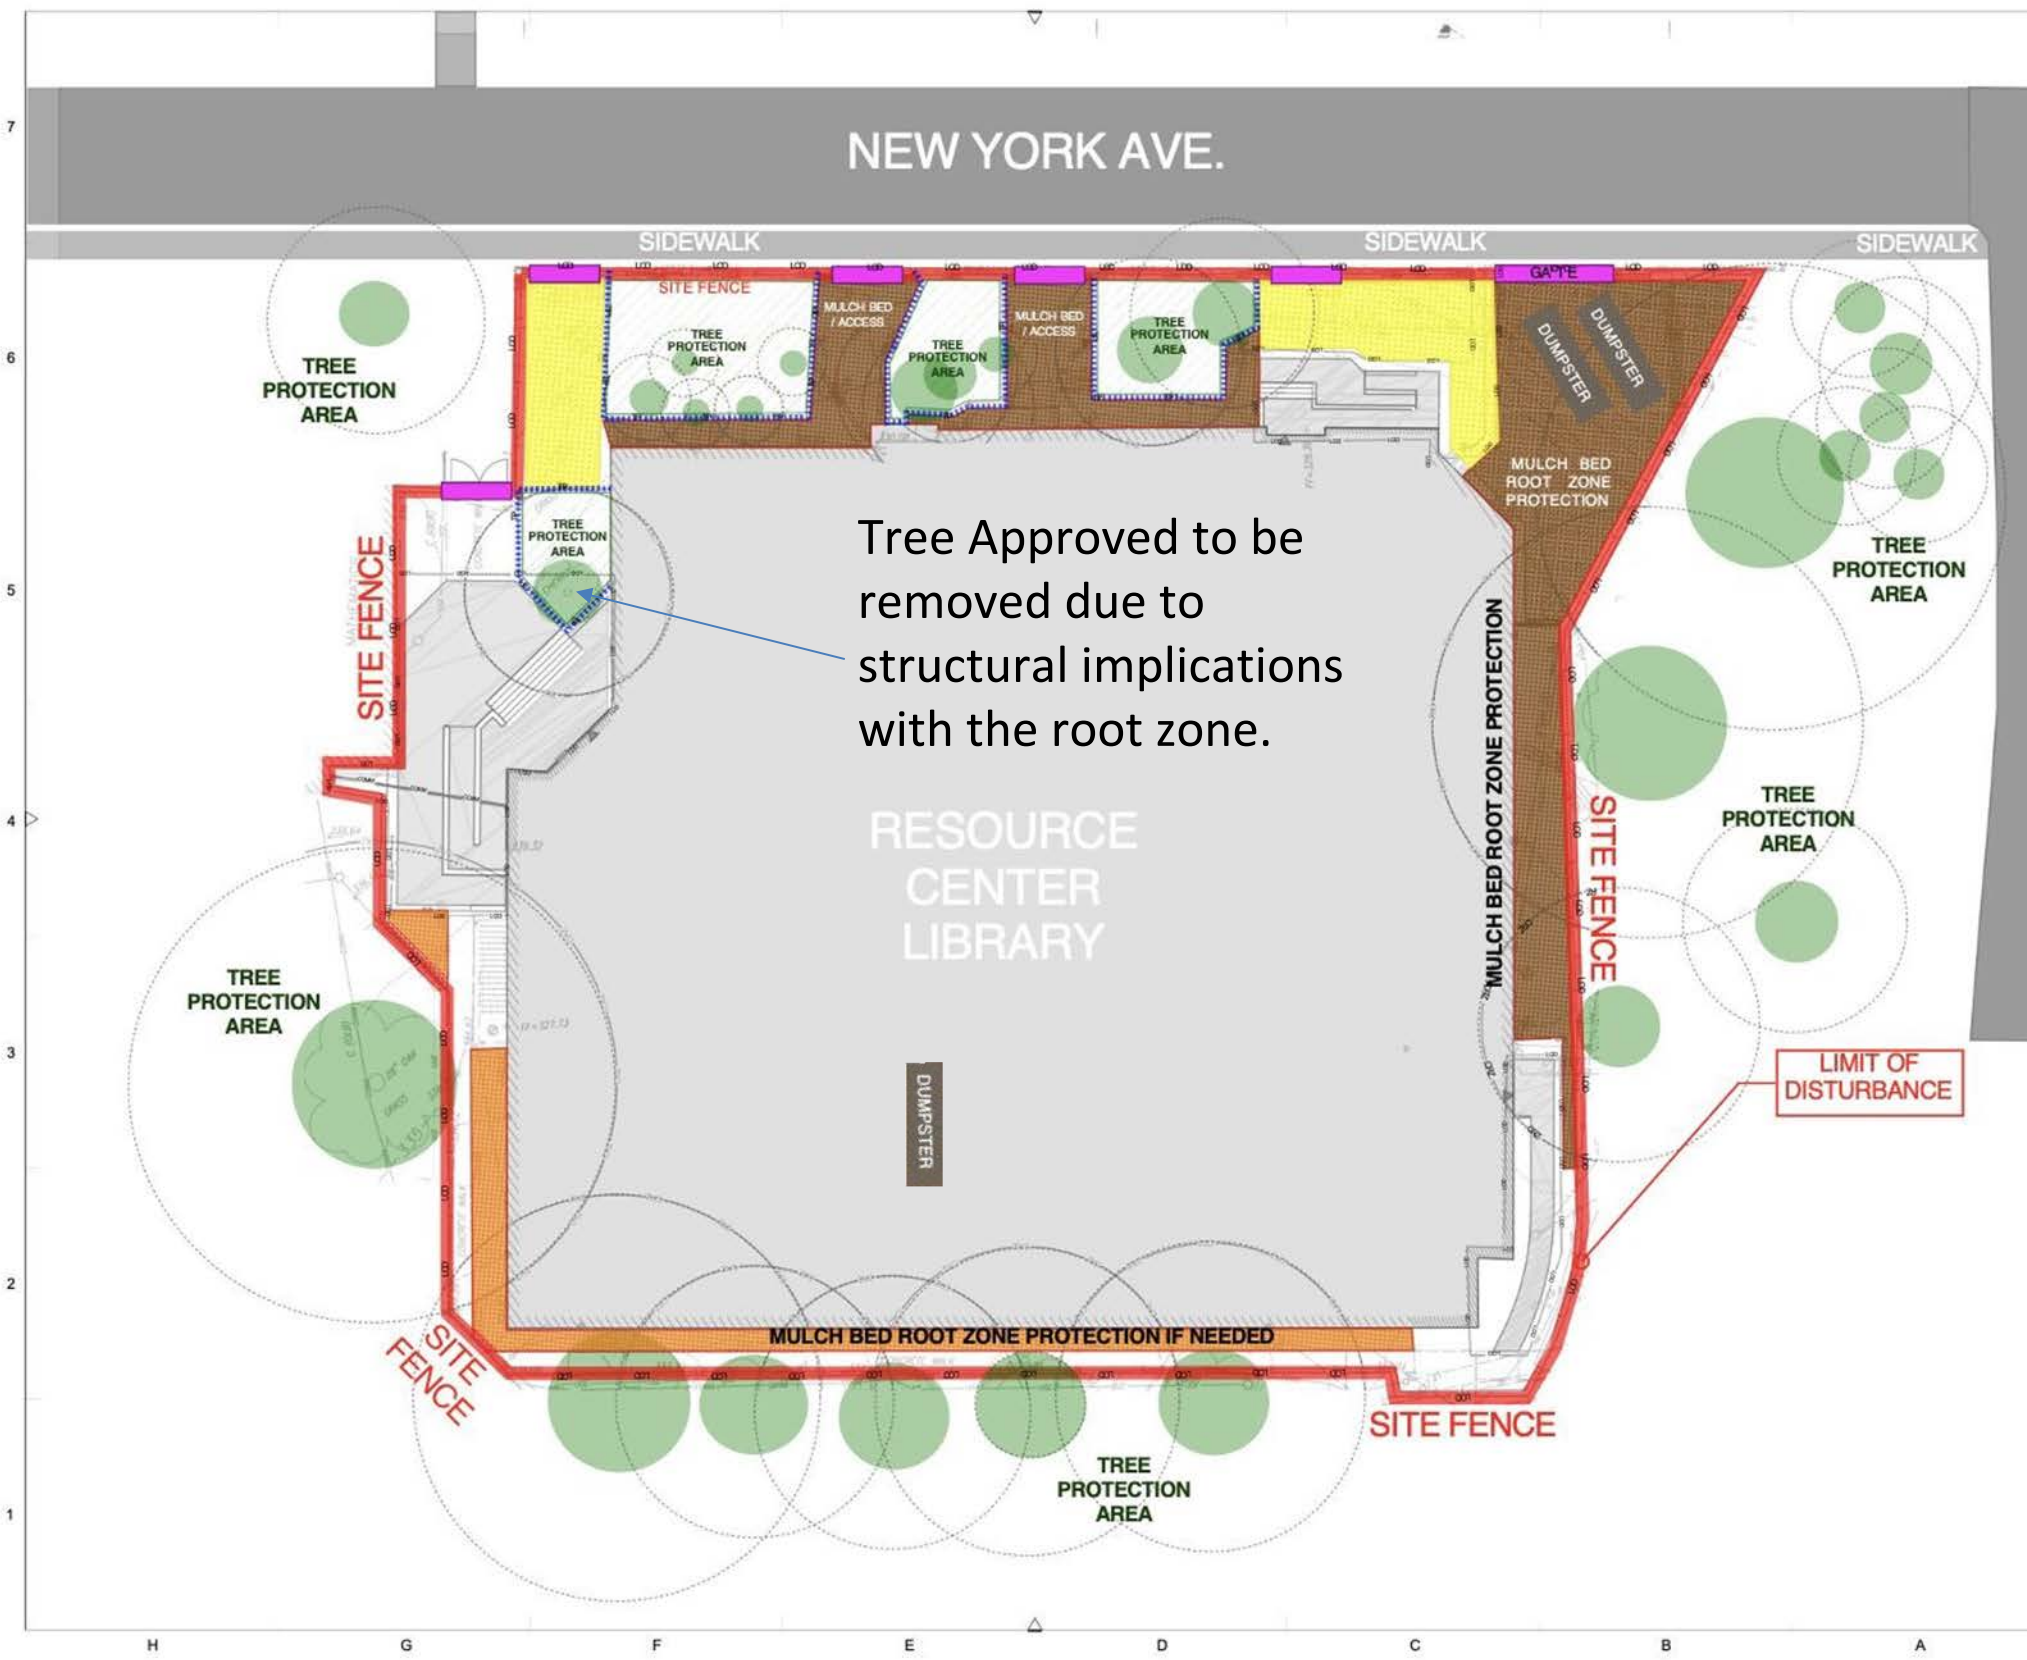 7
NEW YORK AVE.
SIDEWALK
SIDEWALK
SIDEWALK
GATE
SITE FENCE
MULCH BED
/ ACCESS
MULCH BED
/ ACCESS
TREE
PROTECTION
AREA
TREE
PROTECTION
AREA
TREE
PROTECTION
AREA
DUMPSTER
DUMPSTER
6
TREE
PROTECTION
AREA
MULCH BED
ROOT ZONE
PROTECTION
TREE
PROTECTION
AREA
Tree Approved to be
removed due to
structural implications
with the root zone.
TREE
PROTECTION
AREA
5
SITE FENCE
MULCH BED ROOT ZONE PROTECTION
SITE FENCE
TREE
PROTECTION
AREA
4
RESOURCE
CENTER
LIBRARY
TREE
PROTECTION
AREA
3
DUMPSTER
LIMIT OF
DISTURBANCE
2
MULCH BED ROOT ZONE PROTECTION IF NEEDED
SITE
FENCE
SITE FENCE
TREE
PROTECTION
AREA
1
H
G
F
E
D
C
B
A